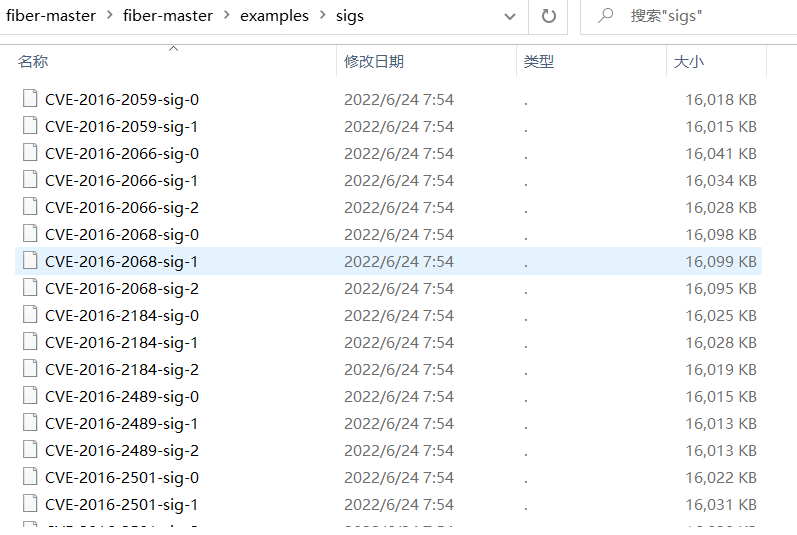 fiber-master > fiber-master > examples > sigs 搜索"sigs"
名称 修改日期 类型 大小
CVE-2016-2059-sig-0 2022/6/24 7:54 . 16,018 KB
CVE-2016-2059-sig-1 2022/6/24 7:54 . 16,015 KB
CVE-2016-2066-sig-0 2022/6/24 7:54 . 16,041 KB
CVE-2016-2066-sig-1 2022/6/24 7:54 . 16,034 KB
CVE-2016-2066-sig-2 2022/6/24 7:54 . 16,028 KB
CVE-2016-2068-sig-0 2022/6/24 7:54 . 16,098 KB
CVE-2016-2068-sig-1 2022/6/24 7:54 . 16,099 KB
CVE-2016-2068-sig-2 2022/6/24 7:54 . 16,095 KB
CVE-2016-2184-sig-0 2022/6/24 7:54 . 16,025 KB
CVE-2016-2184-sig-1 2022/6/24 7:54 . 16,028 KB
CVE-2016-2184-sig-2 2022/6/24 7:54 . 16,019 KB
CVE-2016-2489-sig-0 2022/6/24 7:54 . 16,015 KB
CVE-2016-2489-sig-1 2022/6/24 7:54 . 16,013 KB
CVE-2016-2489-sig-2 2022/6/24 7:54 . 16,013 KB
CVE-2016-2501-sig-0 2022/6/24 7:54 . 16,022 KB
CVE-2016-2501-sig-1 2022/6/24 7:54 . 16,031 KB